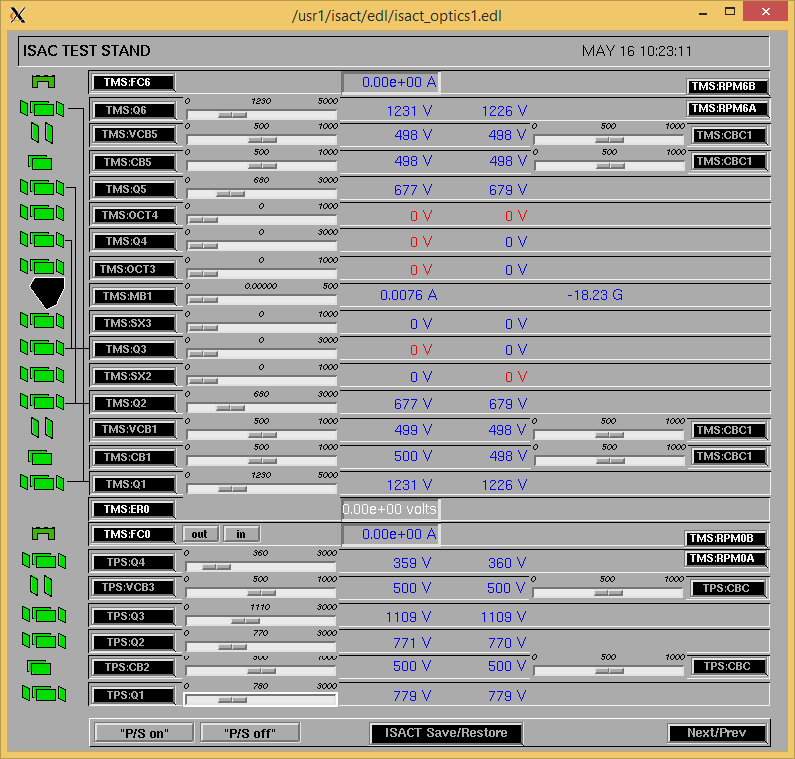 /usr1/isact/edl/isact_optics1.edl
ISAC TEST STAND MAY 16 10:23:11
TMS:FC6 0.00e+00 A TMS:RPM6B
TMS:Q6 0 1230 5000 1231 V 1226 V TMS:RPM6A
TMS:VCB5 0 500 1000 498 V 498 V 0 500 1000 TMS:CBC1
TMS:CB5 0 500 1000 498 V 498 V 0 500 1000 TMS:CBC1
TMS:Q5 0 680 3000 677 V 679 V
TMS:OCT4 0 0 1000 0 V 0 V
TMS:Q4 0 0 3000 0 V 0 V
TMS:OCT3 0 0 1000 0 V 0 V
TMS:MB1 0 0.00000 500 0.0076 A -18.23 G
TMS:SX3 0 0 1000 0 V 0 V
TMS:Q3 0 0 3000 0 V 0 V
TMS:SX2 0 0 1000 0 V 0 V
TMS:Q2 0 680 3000 677 V 679 V
TMS:VCB1 0 500 1000 499 V 498 V 0 500 1000 TMS:CBC1
TMS:CB1 0 500 1000 500 V 498 V 0 500 1000 TMS:CBC1
TMS:Q1 0 1230 5000 1231 V 1226 V
TMS:ER0 0.00e+00 volts
TMS:FC0 out in 0.00e+00 A TMS:RPM0B
TPS:Q4 0 360 3000 359 V 360 V TMS:RPM0A
TPS:VCB3 0 500 1000 500 V 500 V 0 500 1000 TPS:CBC
TPS:Q3 0 1110 3000 1109 V 1109 V
TPS:Q2 0 770 3000 771 V 770 V
TPS:CB2 0 500 1000 500 V 500 V 0 500 1000 TPS:CBC
TPS:Q1 0 780 3000 779 V 779 V
"P/S on" "P/S off" ISACT Save/Restore Next/Prev